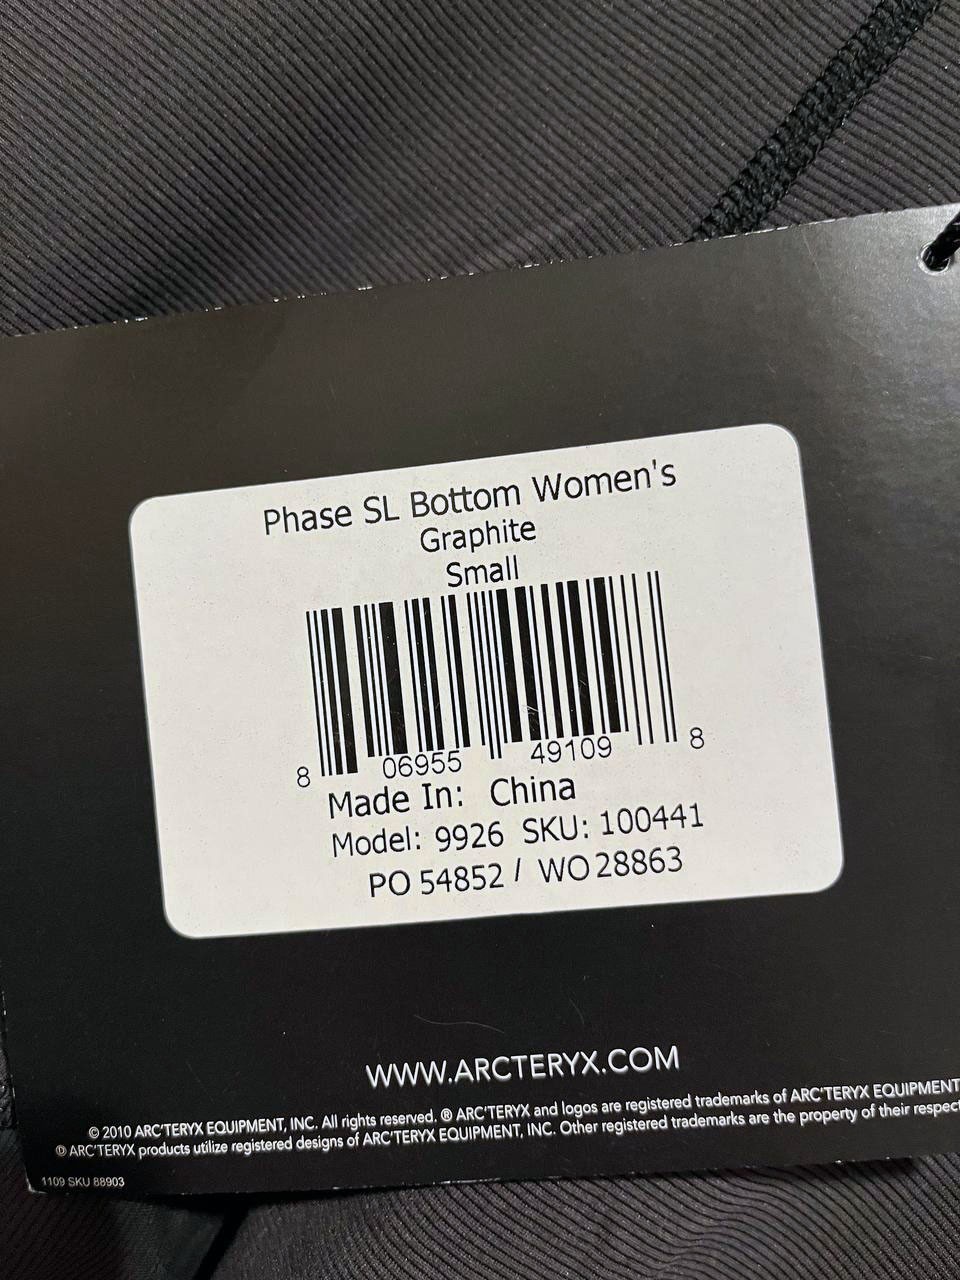 Phase SL Bottom Women's
Graphite
Small
8 06955 49109 8
Made In: China
Model: 9926 SKU: 100441
PO 54852 / WO 28863
WWW.ARCTERYX.COM
© 2010 ARC'TERYX EQUIPMENT, INC. All rights reserved. ® ARC'TERYX and logos are registered trademarks of ARC'TERYX EQUIPMENT
ARC'TERYX products utilize registered designs of ARC'TERYX EQUIPMENT, INC. Other registered trademarks are the property of their
1109 SKU 88903